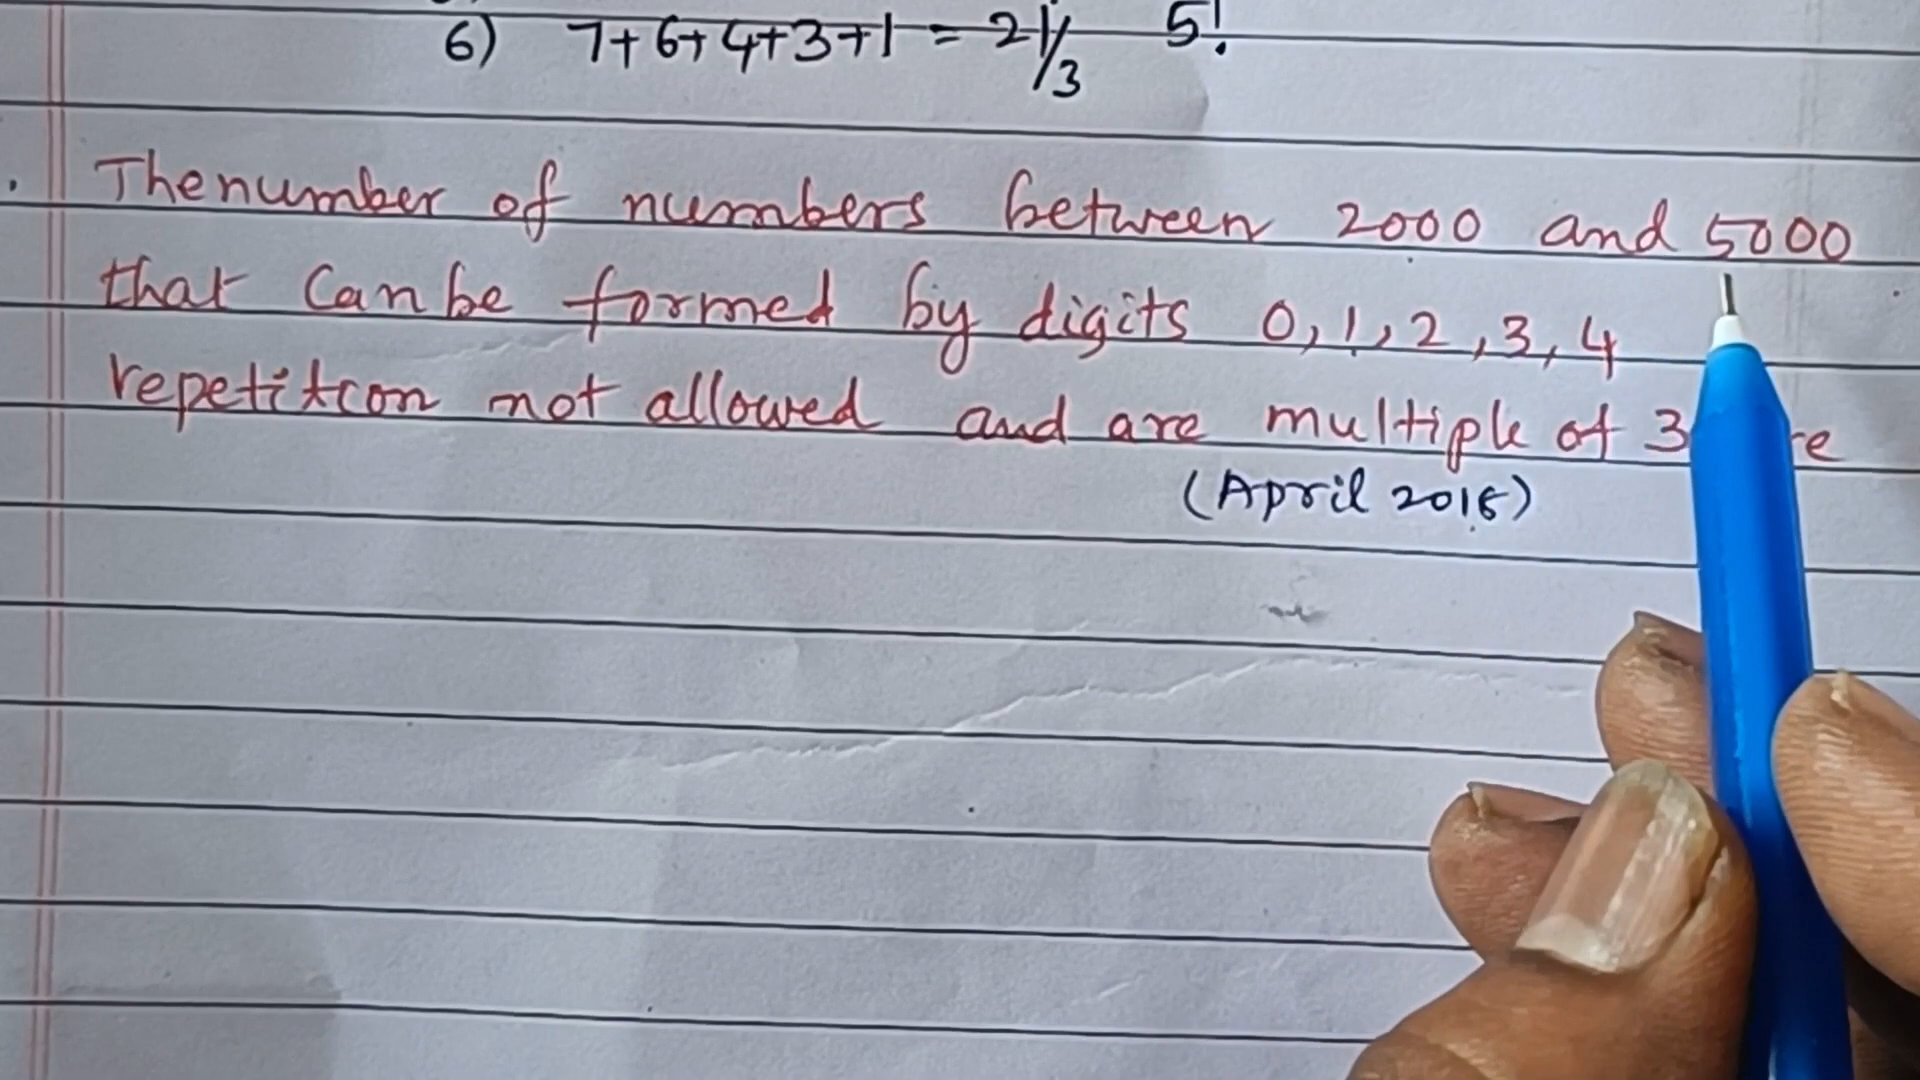 6) 7+6+4+3+1 = 21/3 5!
The number of numbers between 2000 and 5000
that can be formed by digits 0, 1, 2, 3, 4
repetition not allowed and are multiple of 3
(April 2018)